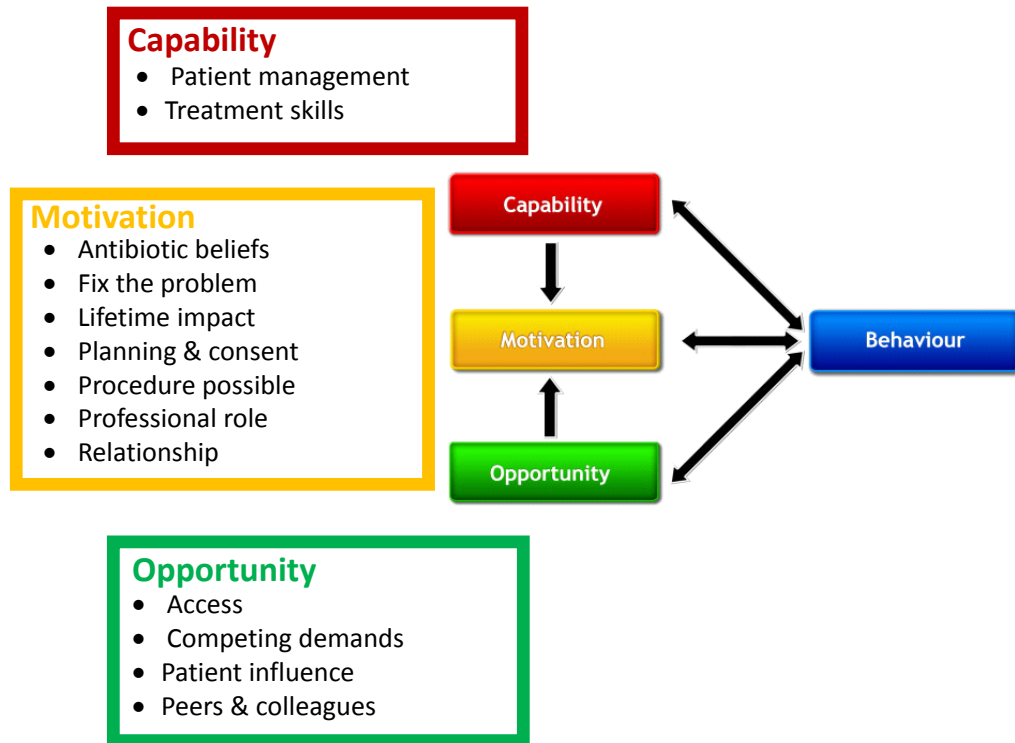 Capability
• Patient management
• Treatment skills
Motivation
• Antibiotic beliefs
• Fix the problem
• Lifetime impact
• Planning & consent
• Procedure possible
• Professional role
• Relationship
Opportunity
• Access
• Competing demands
• Patient influence
• Peers & colleagues
Capability
Motivation
Opportunity
Behaviour